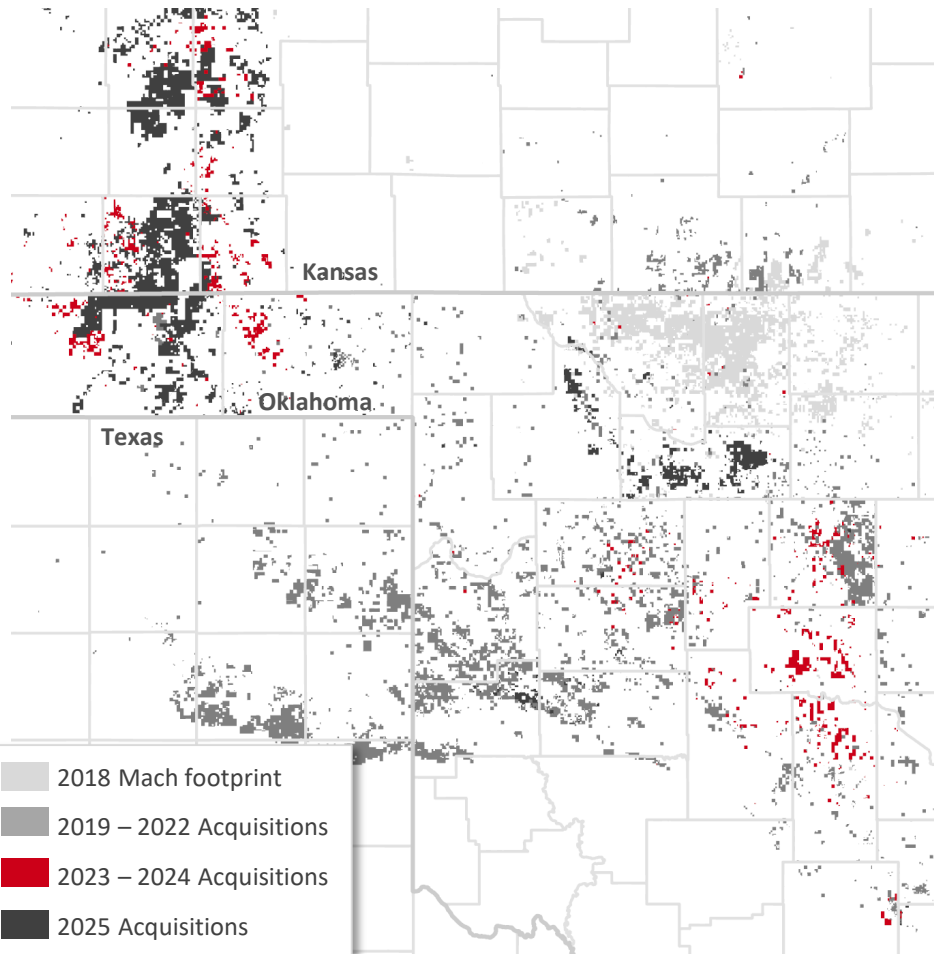 Kansas
Oklahoma
Texas
2018 Mach footprint
2019 – 2022 Acquisitions
2023 – 2024 Acquisitions
2025 Acquisitions